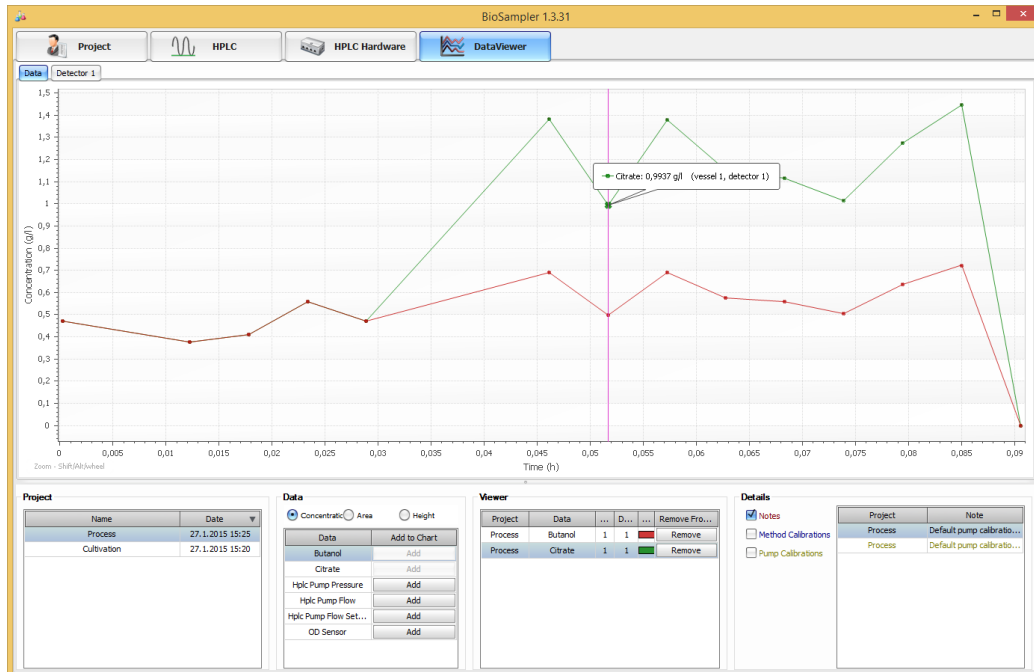 BioSampler 1.3.31
Project HPLC HPLC Hardware DataViewer
Data Detector 1
1,5
1,4
1,3
1,2
1,1
1
0,9
0,8
0,7
0,6
0,5
0,4
0,3
0,2
0,1
0
Concentration (g/l)
Citrate: 0,9937 g/l (vessel 1, detector 1)
0 0,005 0,01 0,015 0,02 0,025 0,03 0,035 0,04 0,045 0,05 0,055 0,06 0,065 0,07 0,075 0,08 0,085 0,09
Zoom - Shift/Alt/wheel
Time (h)
Project
Name Date
Process 27.1.2015 15:25
Cultivation 27.1.2015 15:20
Data
Concentratic Area Height
Data Add to Chart
Butanol Add
Citrate Add
Hplc Pump Pressure Add
Hplc Pump Flow Add
Hplc Pump Flow Set... Add
OD Sensor Add
Viewer
Project Data ... D... ... Remove Fro...
Process Butanol 1 1 Remove
Process Citrate 1 1 Remove
Details
Notes
Method Calibrations
Pump Calibrations
Project Note
Process Default pump calibratio...
Process Default pump calibratio...